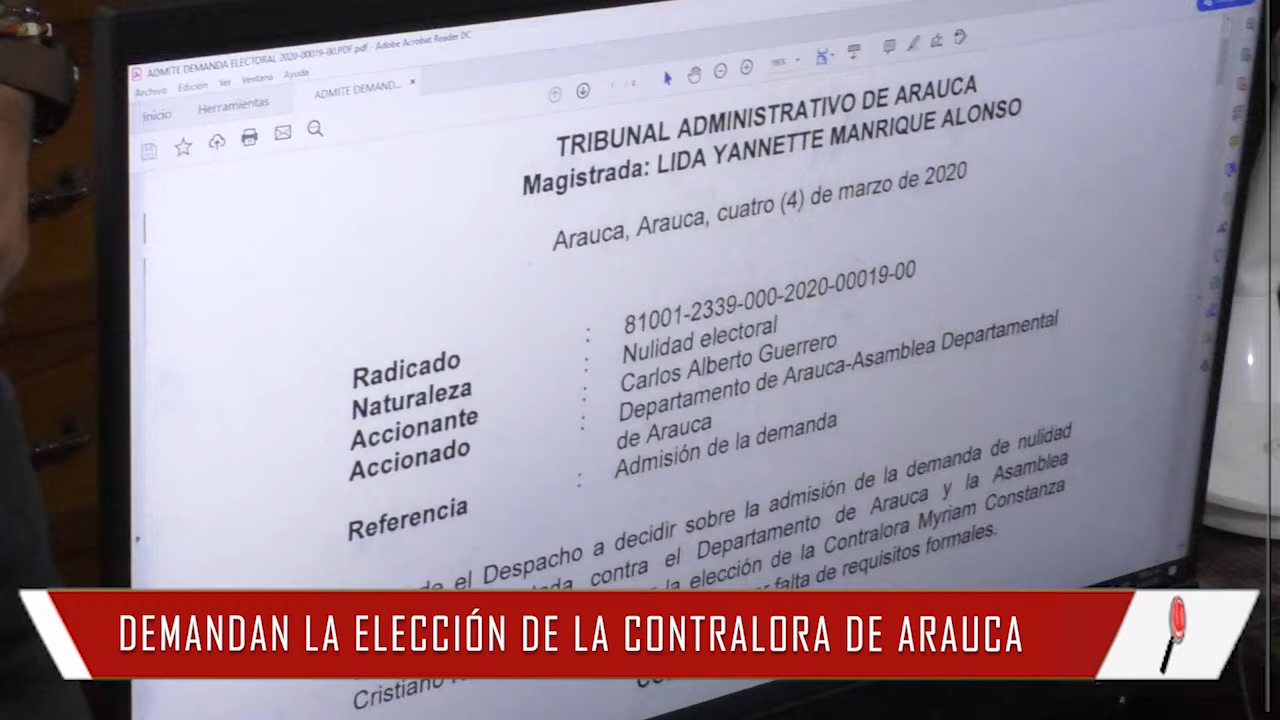 ADMITE DEMANDA ELECTORAL 2020-00019-00.PDF.pdf - Adobe Acrobat Reader DC
Archivo Edición Ver Ventana Ayuda
Inicio Herramientas ADMITE DEMAND... ×
TRIBUNAL ADMINISTRATIVO DE ARAUCA
Magistrada: LIDA YANNETTE MANRIQUE ALONSO
Arauca, Arauca, cuatro (4) de marzo de 2020
Radicado : 81001-2339-000-2020-00019-00
Naturaleza : Nulidad electoral
Accionante : Carlos Alberto Guerrero
Accionado : Departamento de Arauca-Asamblea Departamental
de Arauca
Referencia : Admisión de la demanda
el Despacho a decidir sobre la admisión de la demanda de nulidad
contra el Departamento de Arauca y la Asamblea
la elección de la Contralora Myriam Constanza
falta de requisitos formales.
DEMANDAN LA ELECCIÓN DE LA CONTRALORA DE ARAUCA
Cristiano